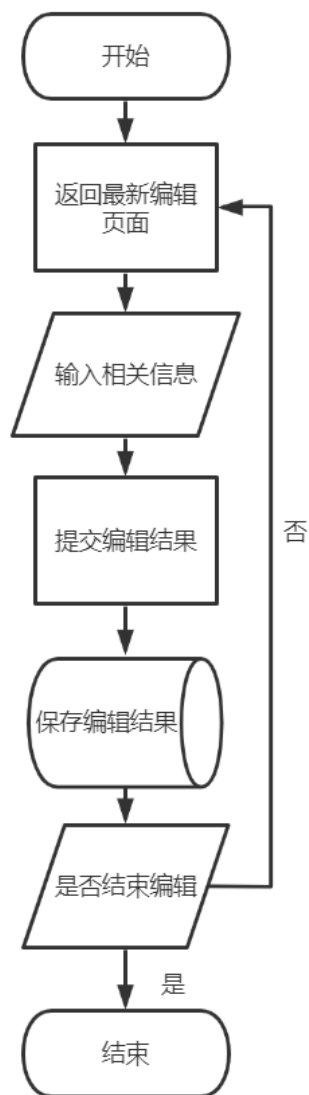 开始
返回最新编辑
页面
输入相关信息
提交编辑结果
否
保存编辑结果
是否结束编辑
是
结束